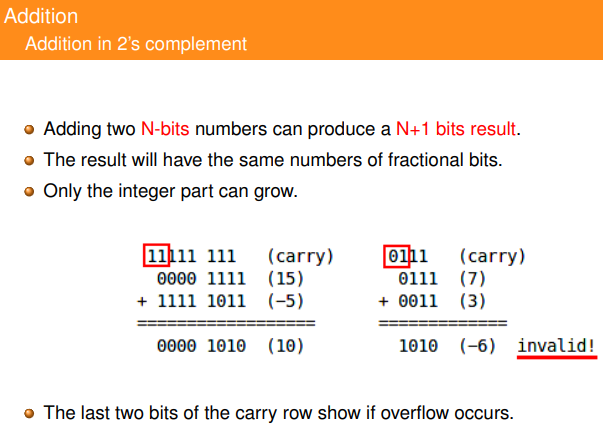 Addition
Addition in 2's complement
Adding two N-bits numbers can produce a N+1 bits result.
The result will have the same numbers of fractional bits.
Only the integer part can grow.
11111 111 (carry)
0000 1111 (15)
+ 1111 1011 (-5)
==================
0000 1010 (10)
0111 (carry)
0111 (7)
+ 0011 (3)
=============
1010 (-6) invalid!
The last two bits of the carry row show if overflow occurs.